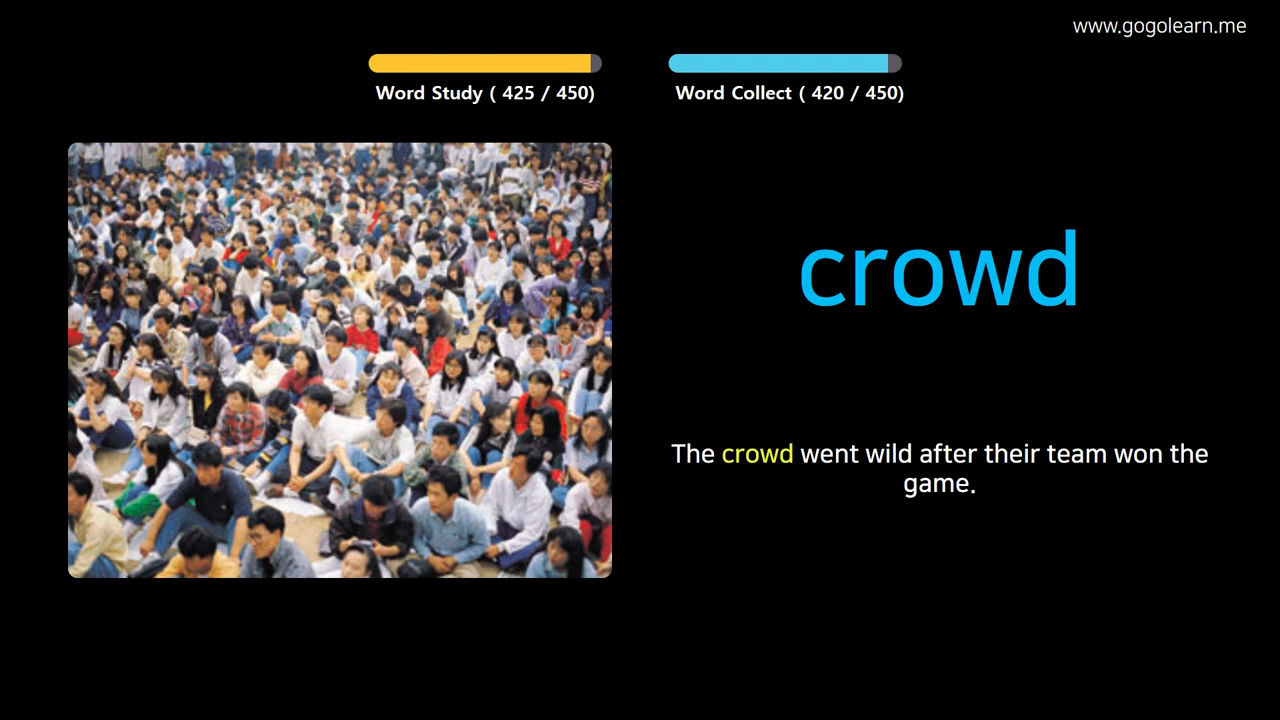 www.gogolearn.me
Word Study ( 425 / 450)
Word Collect ( 420 / 450)
crowd
The crowd went wild after their team won the
game.